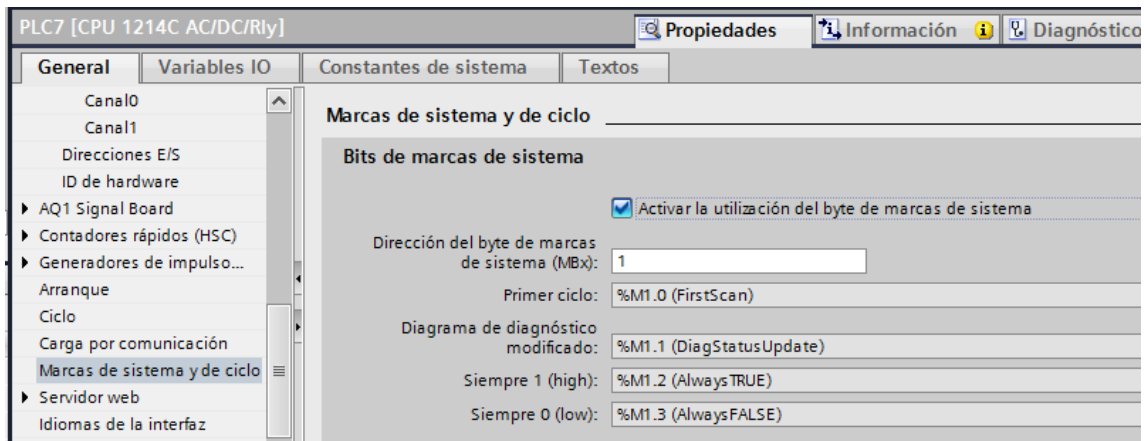 PLC7 [CPU 1214C AC/DC/Rly]
Propiedades
Información
Diagnóstico
General
Variables IO
Constantes de sistema
Textos
Canal0
Canal1
Direcciones E/S
ID de hardware
AQ1 Signal Board
Contadores rápidos (HSC)
Generadores de impulso...
Arranque
Ciclo
Carga por comunicación
Marcas de sistema y de ciclo
Servidor web
Idiomas de la interfaz
Marcas de sistema y de ciclo
Bits de marcas de sistema
Activar la utilización del byte de marcas de sistema
Dirección del byte de marcas
de sistema (MBx): 1
Primer ciclo: %M1.0 (FirstScan)
Diagrama de diagnóstico
modificado: %M1.1 (DiagStatusUpdate)
Siempre 1 (high): %M1.2 (AlwaysTRUE)
Siempre 0 (low): %M1.3 (AlwaysFALSE)